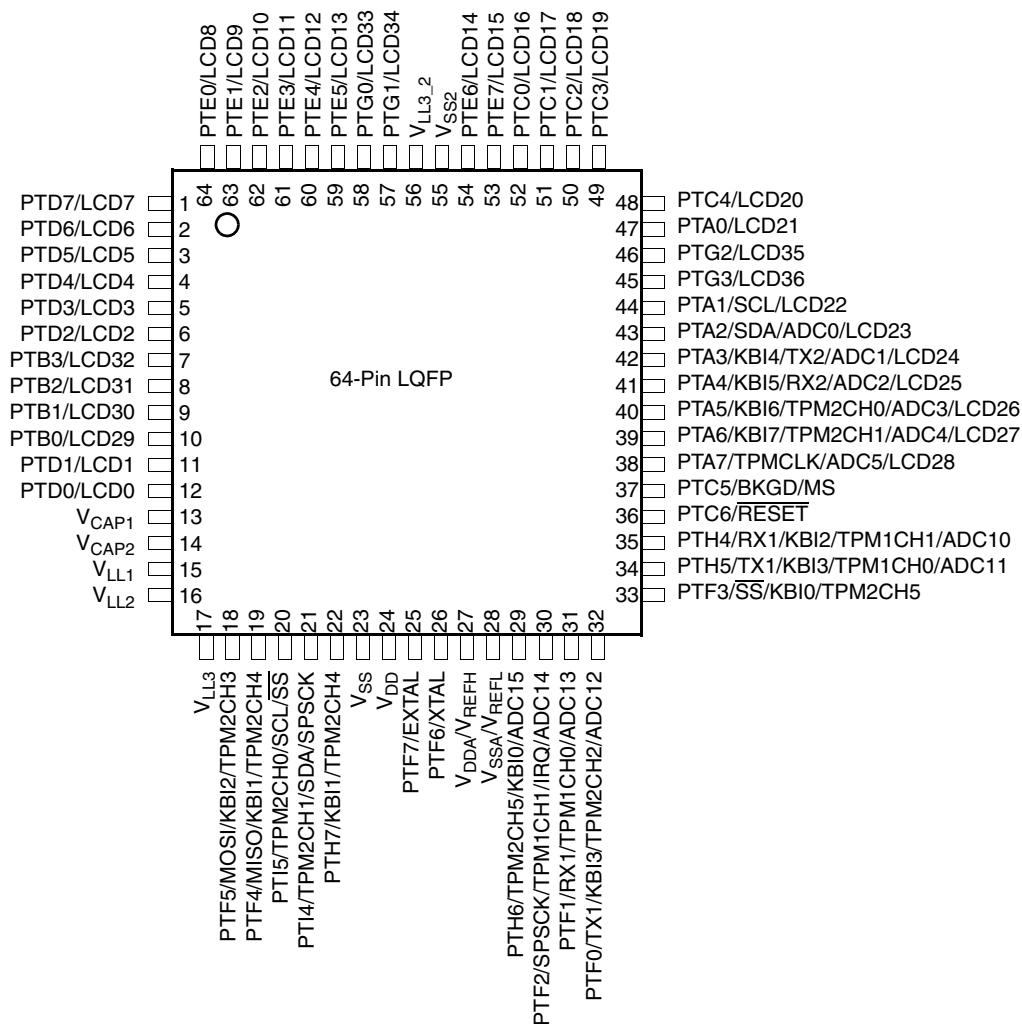 PTE0/LCD8
PTE1/LCD9
PTE2/LCD10
PTE3/LCD11
PTE4/LCD12
PTE5/LCD13
PTG0/LCD33
PTG1/LCD34
VLL3_2
VSS2
PTE6/LCD14
PTE7/LCD15
PTC0/LCD16
PTC1/LCD17
PTC2/LCD18
PTC3/LCD19
64 63 62 61 60 59 58 57 56 55 54 53 52 51 50 49
PTD7/LCD7 1
PTD6/LCD6 2
PTD5/LCD5 3
PTD4/LCD4 4
PTD3/LCD3 5
PTD2/LCD2 6
PTB3/LCD32 7
PTB2/LCD31 8
PTB1/LCD30 9
PTB0/LCD29 10
PTD1/LCD1 11
PTD0/LCD0 12
VCAP1 13
VCAP2 14
VLL1 15
VLL2 16
64-Pin LQFP
48 PTC4/LCD20
47 PTA0/LCD21
46 PTG2/LCD35
45 PTG3/LCD36
44 PTA1/SCL/LCD22
43 PTA2/SDA/ADC0/LCD23
42 PTA3/KBI4/TX2/ADC1/LCD24
41 PTA4/KBI5/RX2/ADC2/LCD25
40 PTA5/KBI6/TPM2CH0/ADC3/LCD26
39 PTA6/KBI7/TPM2CH1/ADC4/LCD27
38 PTA7/TPMCLK/ADC5/LCD28
37 PTC5/BKGD/MS
36 PTC6/RESET
35 PTH4/RX1/KBI2/TPM1CH1/ADC10
34 PTH5/TX1/KBI3/TPM1CH0/ADC11
33 PTF3/SS/KBI0/TPM2CH5
17 18 19 20 21 22 23 24 25 26 27 28 29 30 31 32
VLL3
PTF5/MOSI/KBI2/TPM2CH3
PTF4/MISO/KBI1/TPM2CH4
PTI5/TPM2CH0/SCL/SS
PTI4/TPM2CH1/SDA/SPSCK
PTH7/KBI1/TPM2CH4
VSS
VDD
PTF7/EXTAL
PTF6/XTAL
VDDA/VREFH
VSSA/VREFL
PTH6/TPM2CH5/KBI0/ADC15
PTF2/SPSCK/TPM1CH1/IRQ/ADC14
PTF1/RX1/TPM1CH0/ADC13
PTF0/TX1/KBI3/TPM2CH2/ADC12